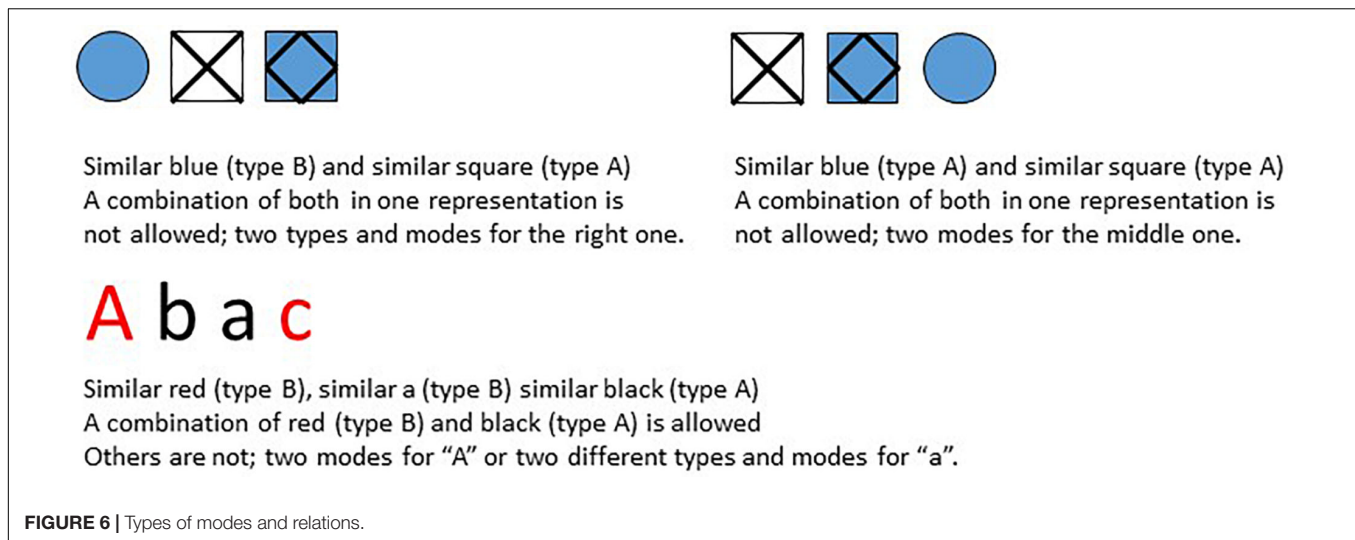 Similar blue (type B) and similar square (type A)
A combination of both in one representation is
not allowed; two types and modes for the right one.
Similar blue (type A) and similar square (type A)
A combination of both in one representation is
not allowed; two modes for the middle one.
A b a c
Similar red (type B), similar a (type B) similar black (type A)
A combination of red (type B) and black (type A) is allowed
Others are not; two modes for “A” or two different types and modes for “a”.
FIGURE 6 | Types of modes and relations.